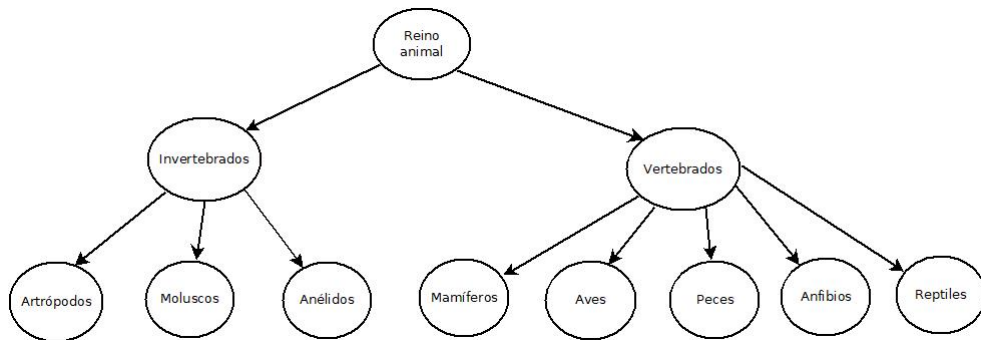 Reino
animal
Invertebrados
Vertebrados
Artrópodos
Moluscos
Anélidos
Mamíferos
Aves
Peces
Anfibios
Reptiles